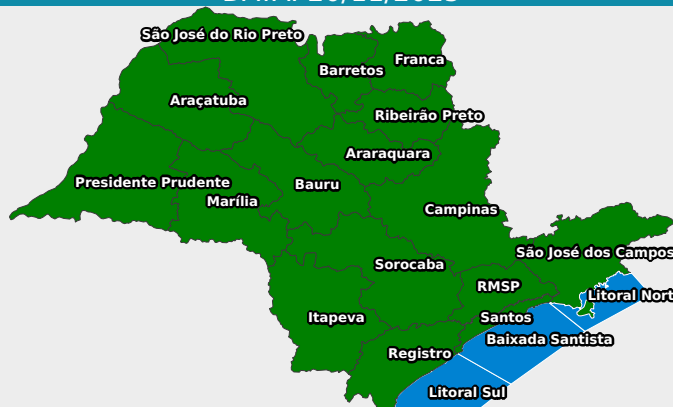 São José do Rio Preto
Franca
Barretos
Araçatuba
Ribeirão Preto
Araraquara
Presidente Prudente
Bauru
Marília
Campinas
São José dos Campos
Sorocaba
RMSP
Litoral Nort
Itapeva
Santos
Baixada Santista
Registro
Litoral Sul